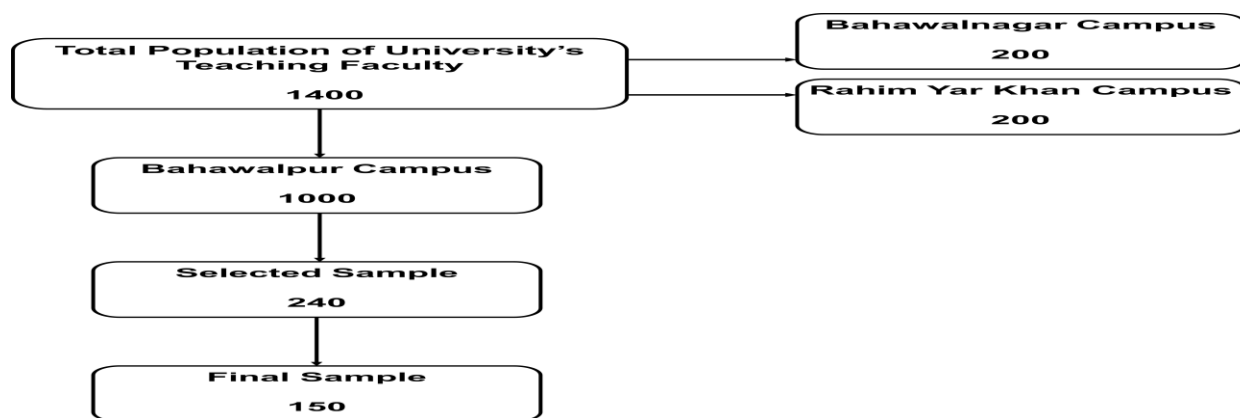 Total Population of University's
Teaching Faculty
1400
Bahawalnagar Campus
200
Rahim Yar Khan Campus
200
Bahawalpur Campus
1000
Selected Sample
240
Final Sample
150